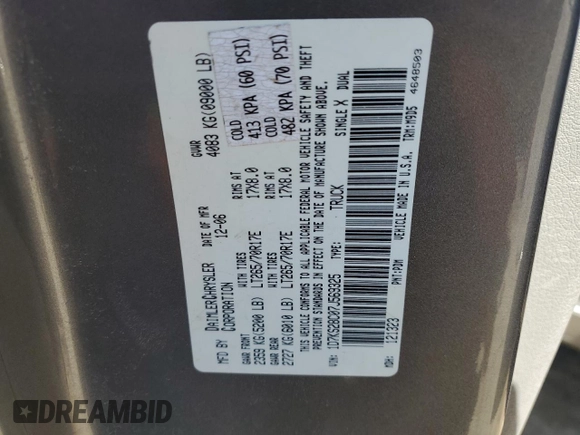 MFD BY DAIMLERCHRYSLER CORPORATION
DATE OF MFR 12-06
GVWR 4083 KG(09000 LB)
GAWR FRONT WITH TIRES RIMS AT COLD
2359 KG(5200 LB) LT265/70R17E 17X8.0 413 KPA (60 PSI)
GAWR REAR WITH TIRES RIMS AT COLD
2727 KG(6010 LB) LT265/70R17E 17X8.0 482 KPA (70 PSI)
THIS VEHICLE CONFORMS TO ALL APPLICABLE FEDERAL MOTOR VEHICLE SAFETY AND THEFT
PREVENTION STANDARDS IN EFFECT ON THE DATE OF MANUFACTURE SHOWN ABOVE.
VIN: 1D7KS28C07J569325 TYPE: TRUCK SINGLE X DUAL
MDH: 121323 PNT:PDM VEHICLE MADE IN U.S.A. TRM:M9D5
4648503
DREAMBID